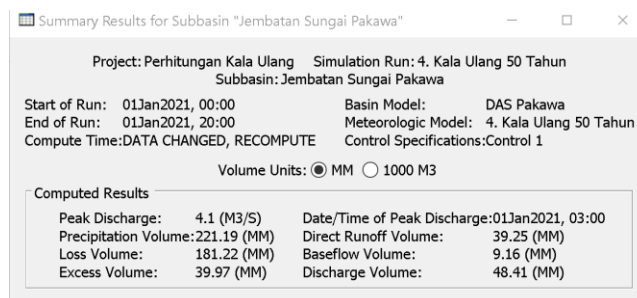 Summary Results for Subbasin "Jembatan Sungai Pakawa"
Project: Perhitungan Kala Ulang Simulation Run: 4. Kala Ulang 50 Tahun
Subbasin: Jembatan Sungai Pakawa
Start of Run: 01Jan2021, 00:00 Basin Model: DAS Pakawa
End of Run: 01Jan2021, 20:00 Meteorologic Model: 4. Kala Ulang 50 Tahun
Compute Time:DATA CHANGED, RECOMPUTE Control Specifications:Control 1
Volume Units: MM 1000 M3
Computed Results
Peak Discharge: 4.1 (M3/S) Date/Time of Peak Discharge:01Jan2021, 03:00
Precipitation Volume:221.19 (MM) Direct Runoff Volume: 39.25 (MM)
Loss Volume: 181.22 (MM) Baseflow Volume: 9.16 (MM)
Excess Volume: 39.97 (MM) Discharge Volume: 48.41 (MM)